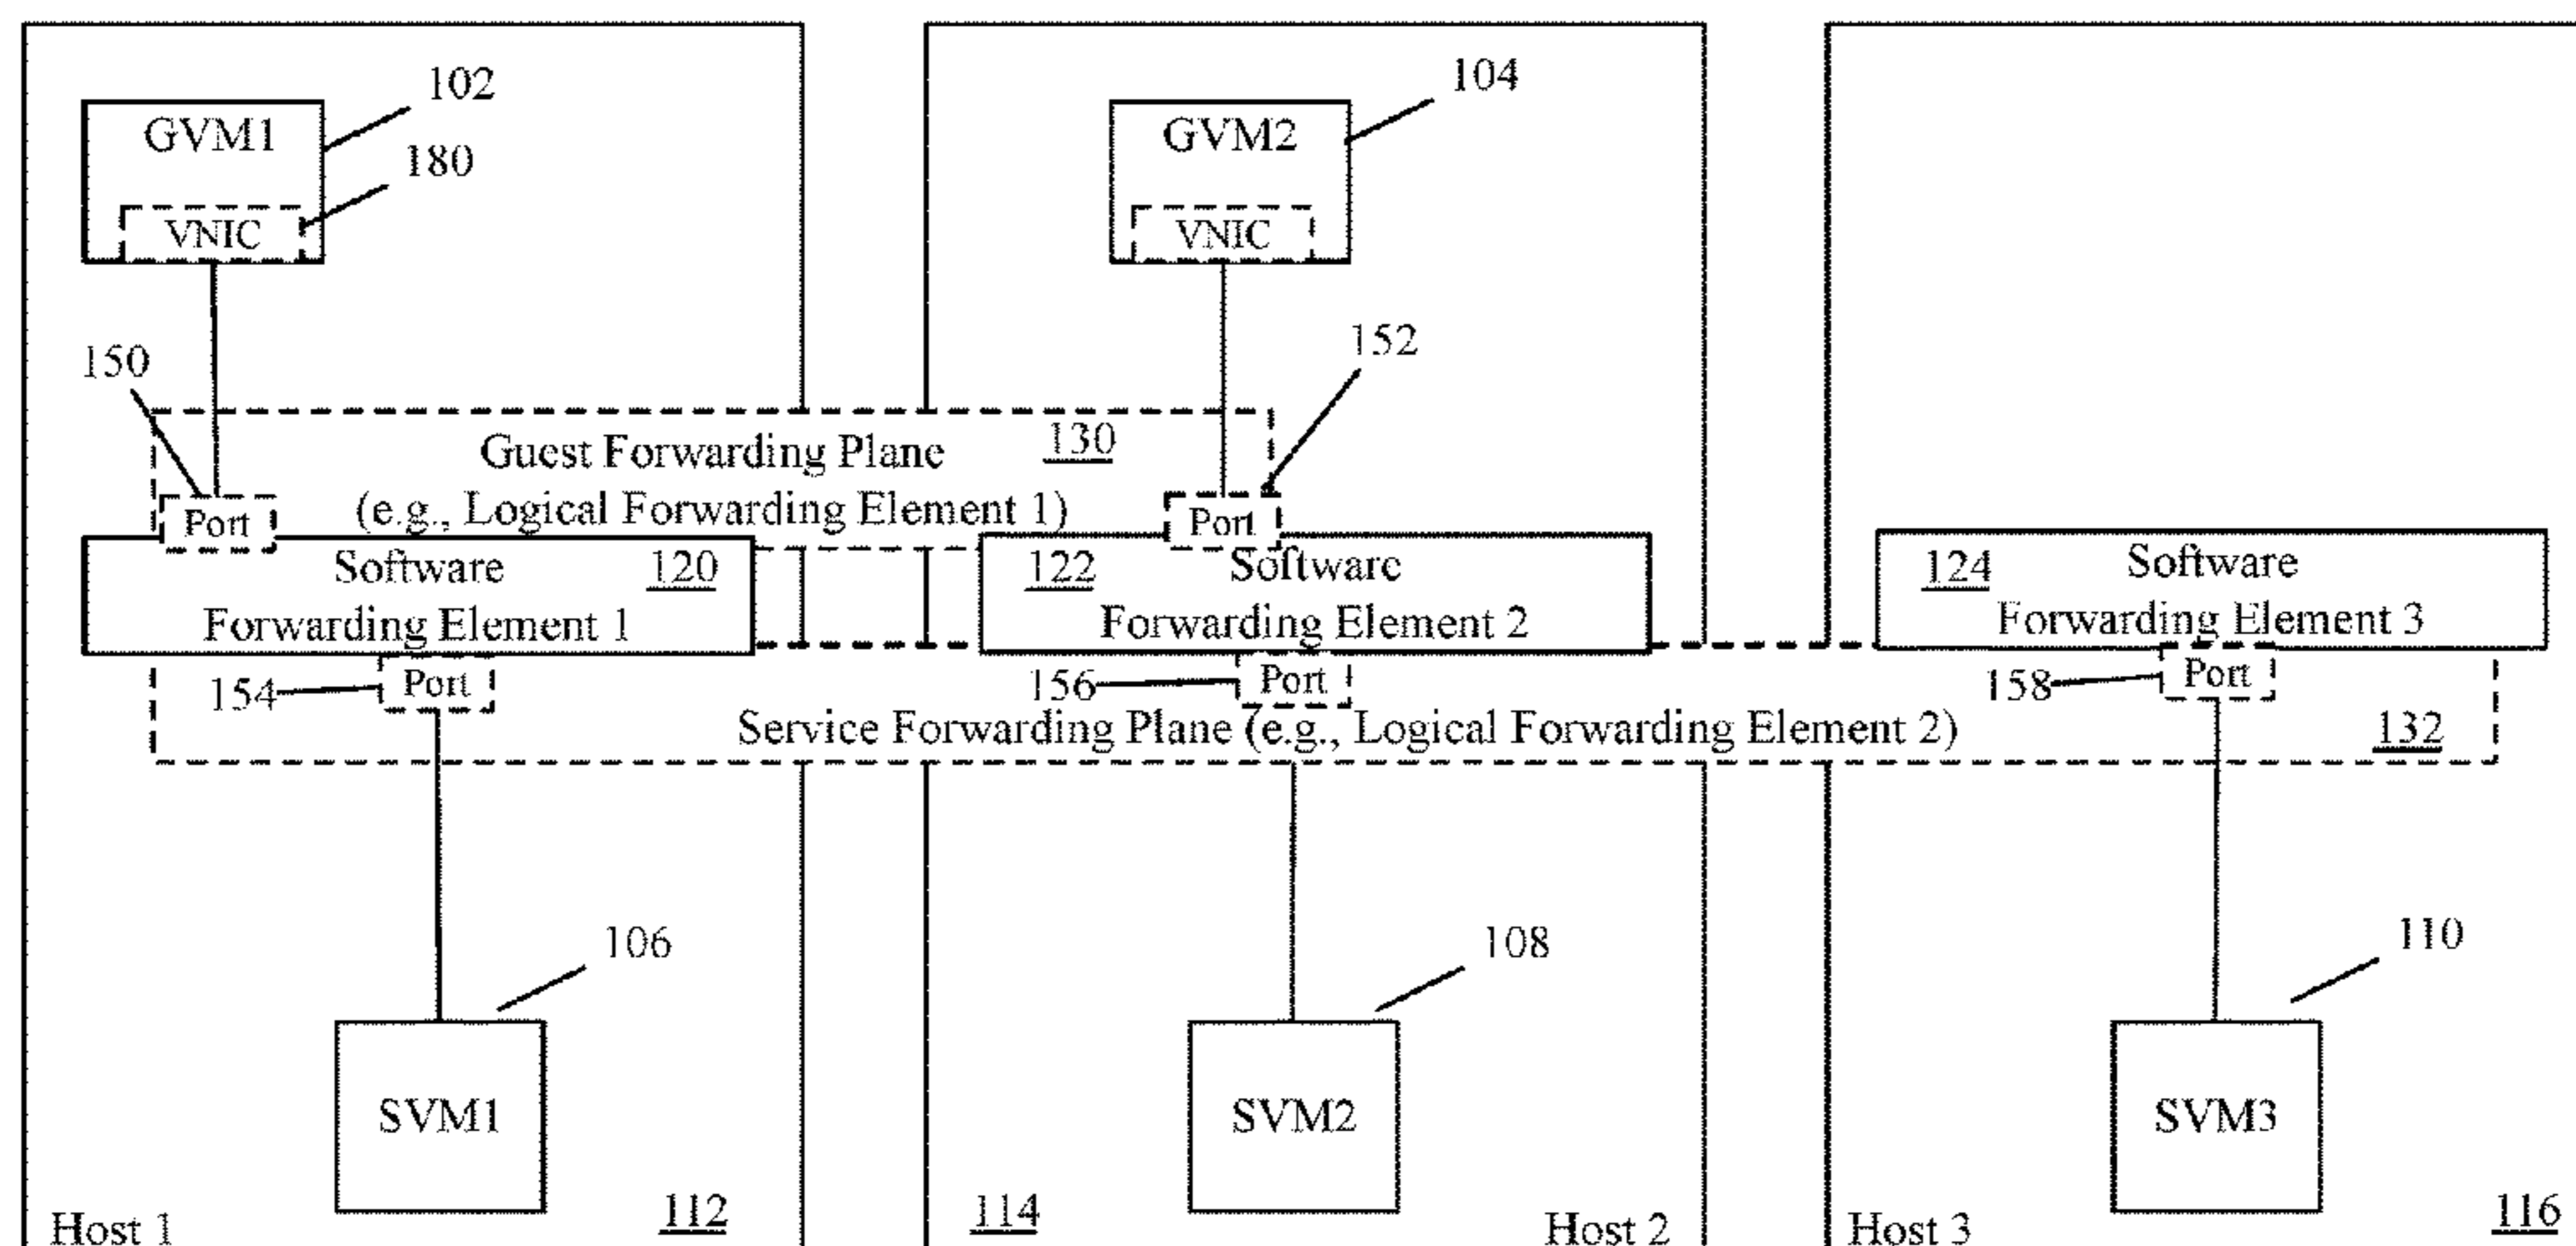 102
104
GVM1
GVM2
180
VNIC
VNIC
150
152
Guest Forwarding Plane 130
(e.g., Logical Forwarding Element 1)
Port
Port
Software 120
Forwarding Element 1
122 Software
Forwarding Element 2
124 Software
Forwarding Element 3
154 Port
156 Port
158 Port
Service Forwarding Plane (e.g., Logical Forwarding Element 2) 132
106
108
110
SVM1
SVM2
SVM3
Host 1 112
114 Host 2
Host 3 116